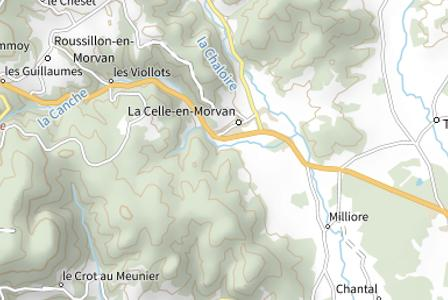 le Cheset
Roussillon-en-
Morvan
les Guillaumes
les Viollots
la Chaloire
la Canche
La Celle-en-Morvan
Milliore
le Crot au Meunier
Chantal